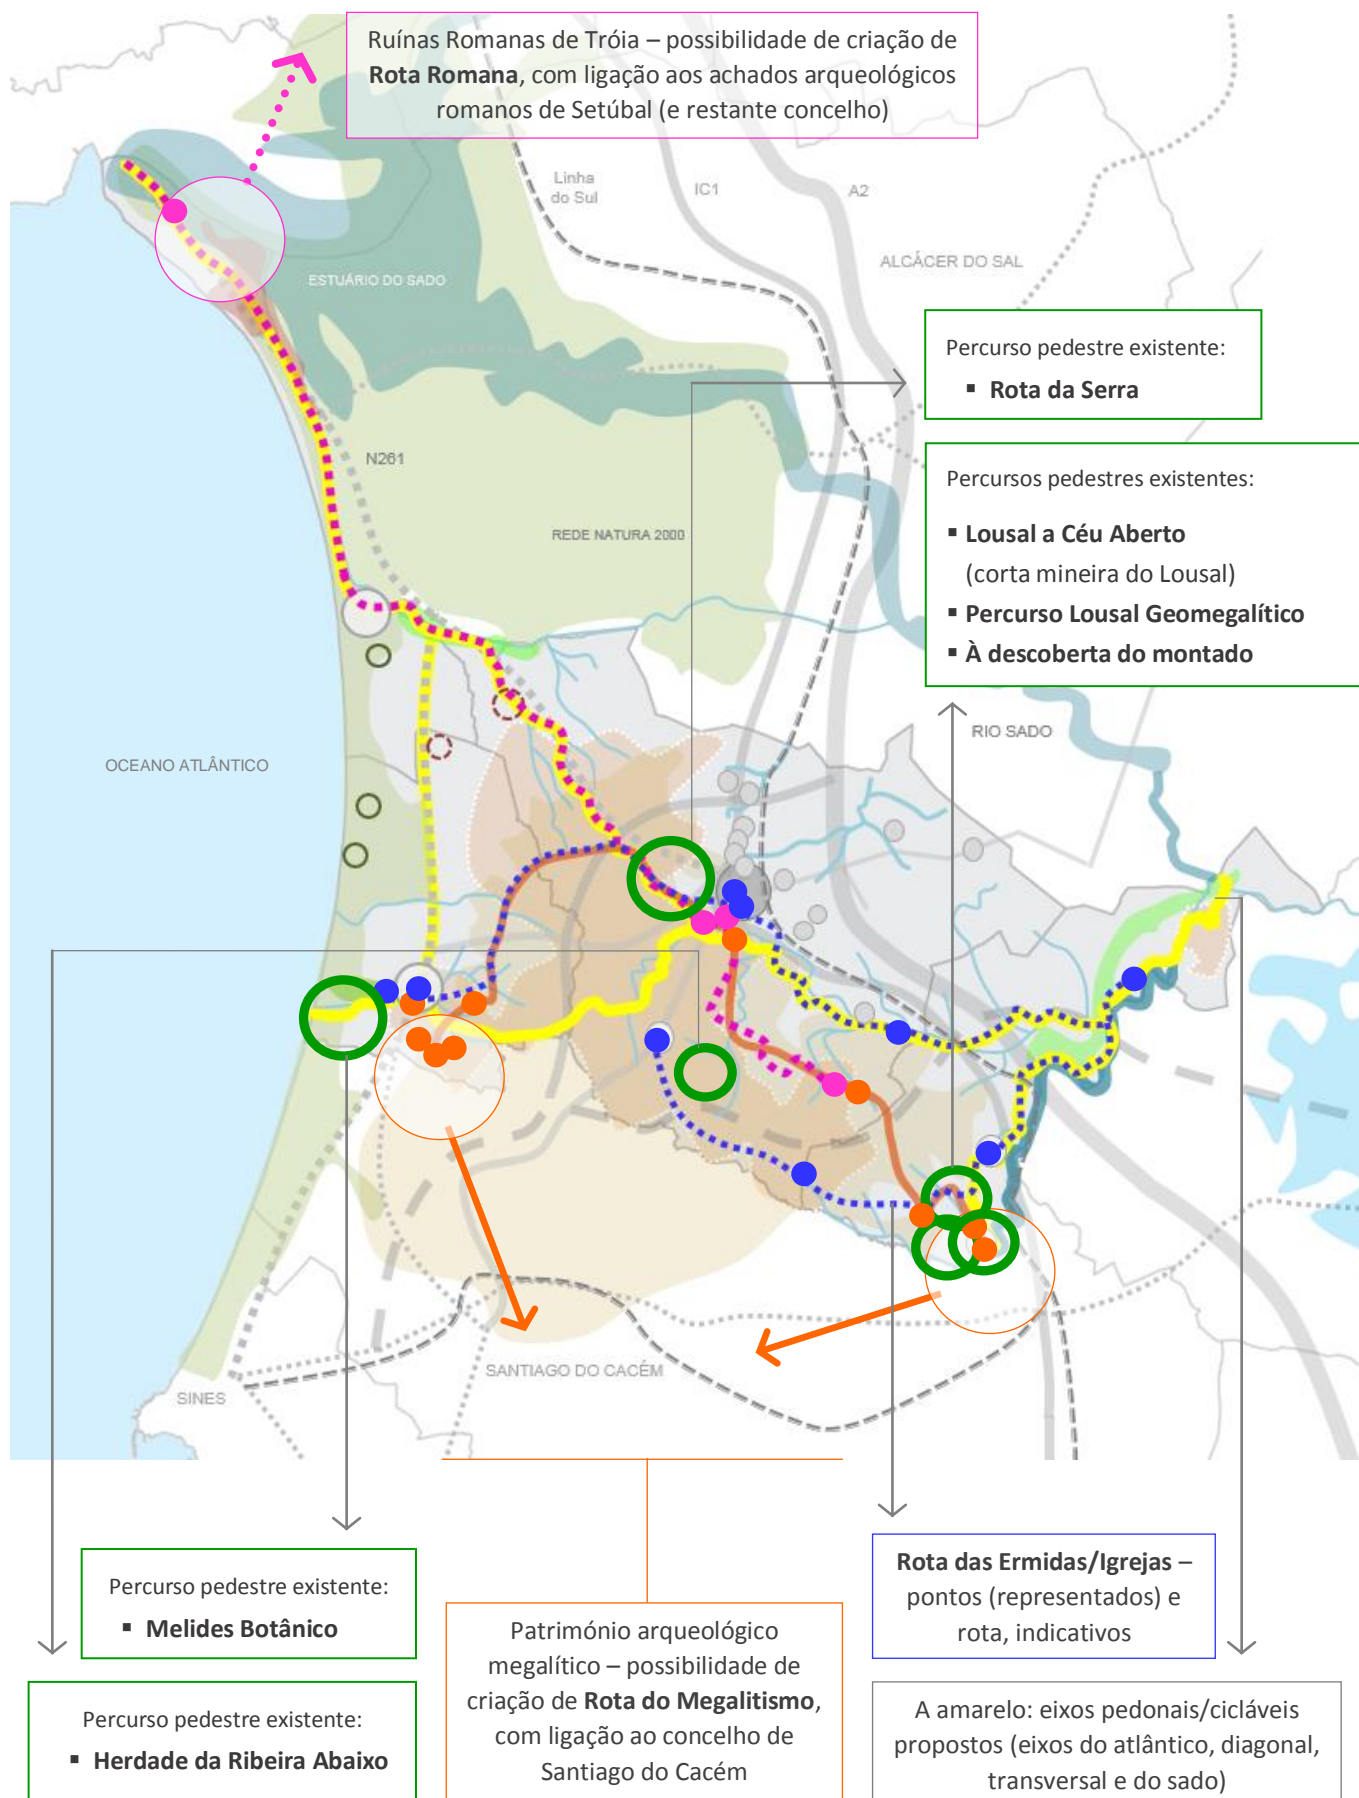 Ruínas Romanas de Tróia – possibilidade de criação de
Rota Romana, com ligação aos achados arqueológicos
romanos de Setúbal (e restante concelho)
Linha
do Sul
IC1
A2
ALCÁCER DO SAL
ESTUÁRIO DO SADO
Percurso pedestre existente:
▪ Rota da Serra
N261
REDE NATURA 2000
Percursos pedestres existentes:
▪ Lousal a Céu Aberto
(corta mineira do Lousal)
▪ Percurso Lousal Geomegalítico
▪ À descoberta do montado
RIO SADO
OCEANO ATLÂNTICO
SANTIAGO DO CACÉM
SINES
Percurso pedestre existente:
▪ Melides Botânico
Percurso pedestre existente:
▪ Herdade da Ribeira Abaixo
Património arqueológico
megalítico – possibilidade de
criação de Rota do Megalitismo,
com ligação ao concelho de
Santiago do Cacém
Rota das Ermidas/Igrejas –
pontos (representados) e
rota, indicativos
A amarelo: eixos pedonais/cicláveis
propostos (eixos do atlântico, diagonal,
transversal e do sado)